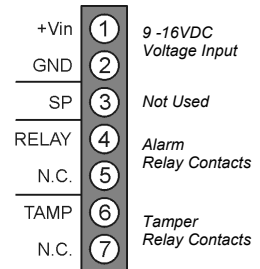 +Vin 1 9 -16VDC
Voltage Input
GND 2
SP 3 Not Used
RELAY 4 Alarm
Relay Contacts
N.C. 5
TAMP 6 Tamper
Relay Contacts
N.C. 7